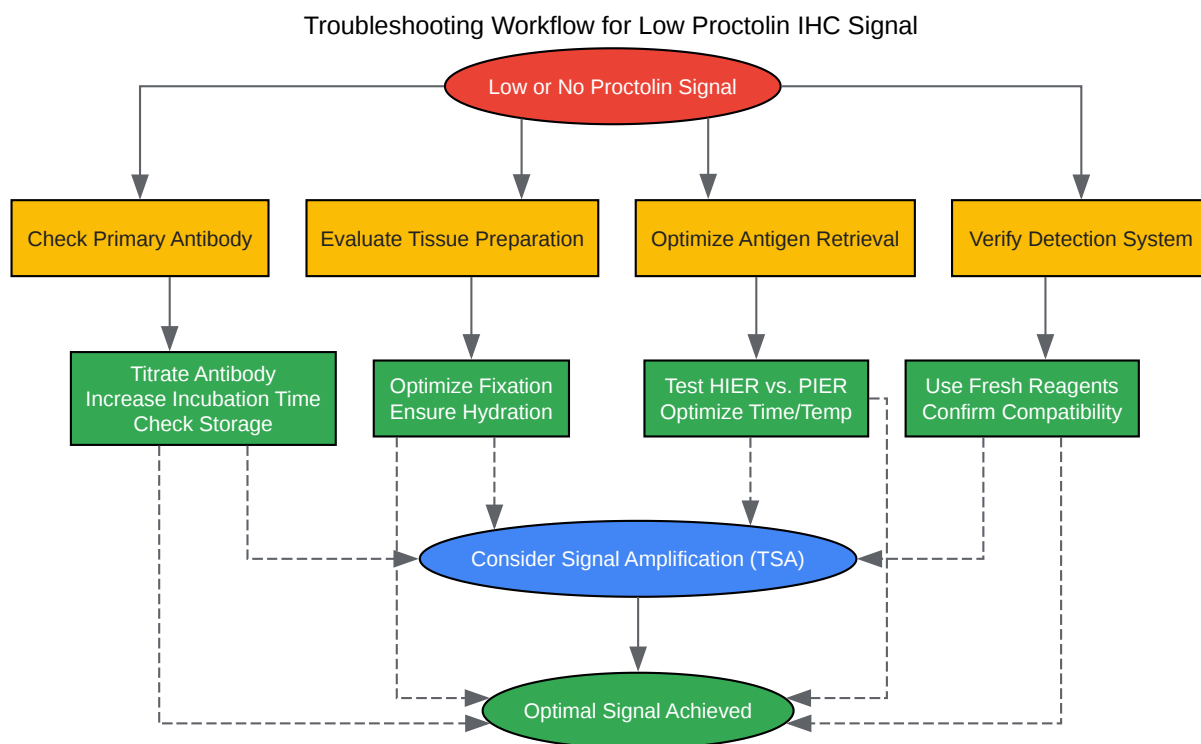 Troubleshooting Workflow for Low Proctolin IHC Signal
Low or No Proctolin Signal
Check Primary Antibody
Evaluate Tissue Preparation
Optimize Antigen Retrieval
Verify Detection System
Titrate Antibody
Increase Incubation Time
Check Storage
Optimize Fixation
Ensure Hydration
Test HIER vs. PIER
Optimize Time/Temp
Use Fresh Reagents
Confirm Compatibility
Consider Signal Amplification (TSA)
Optimal Signal Achieved